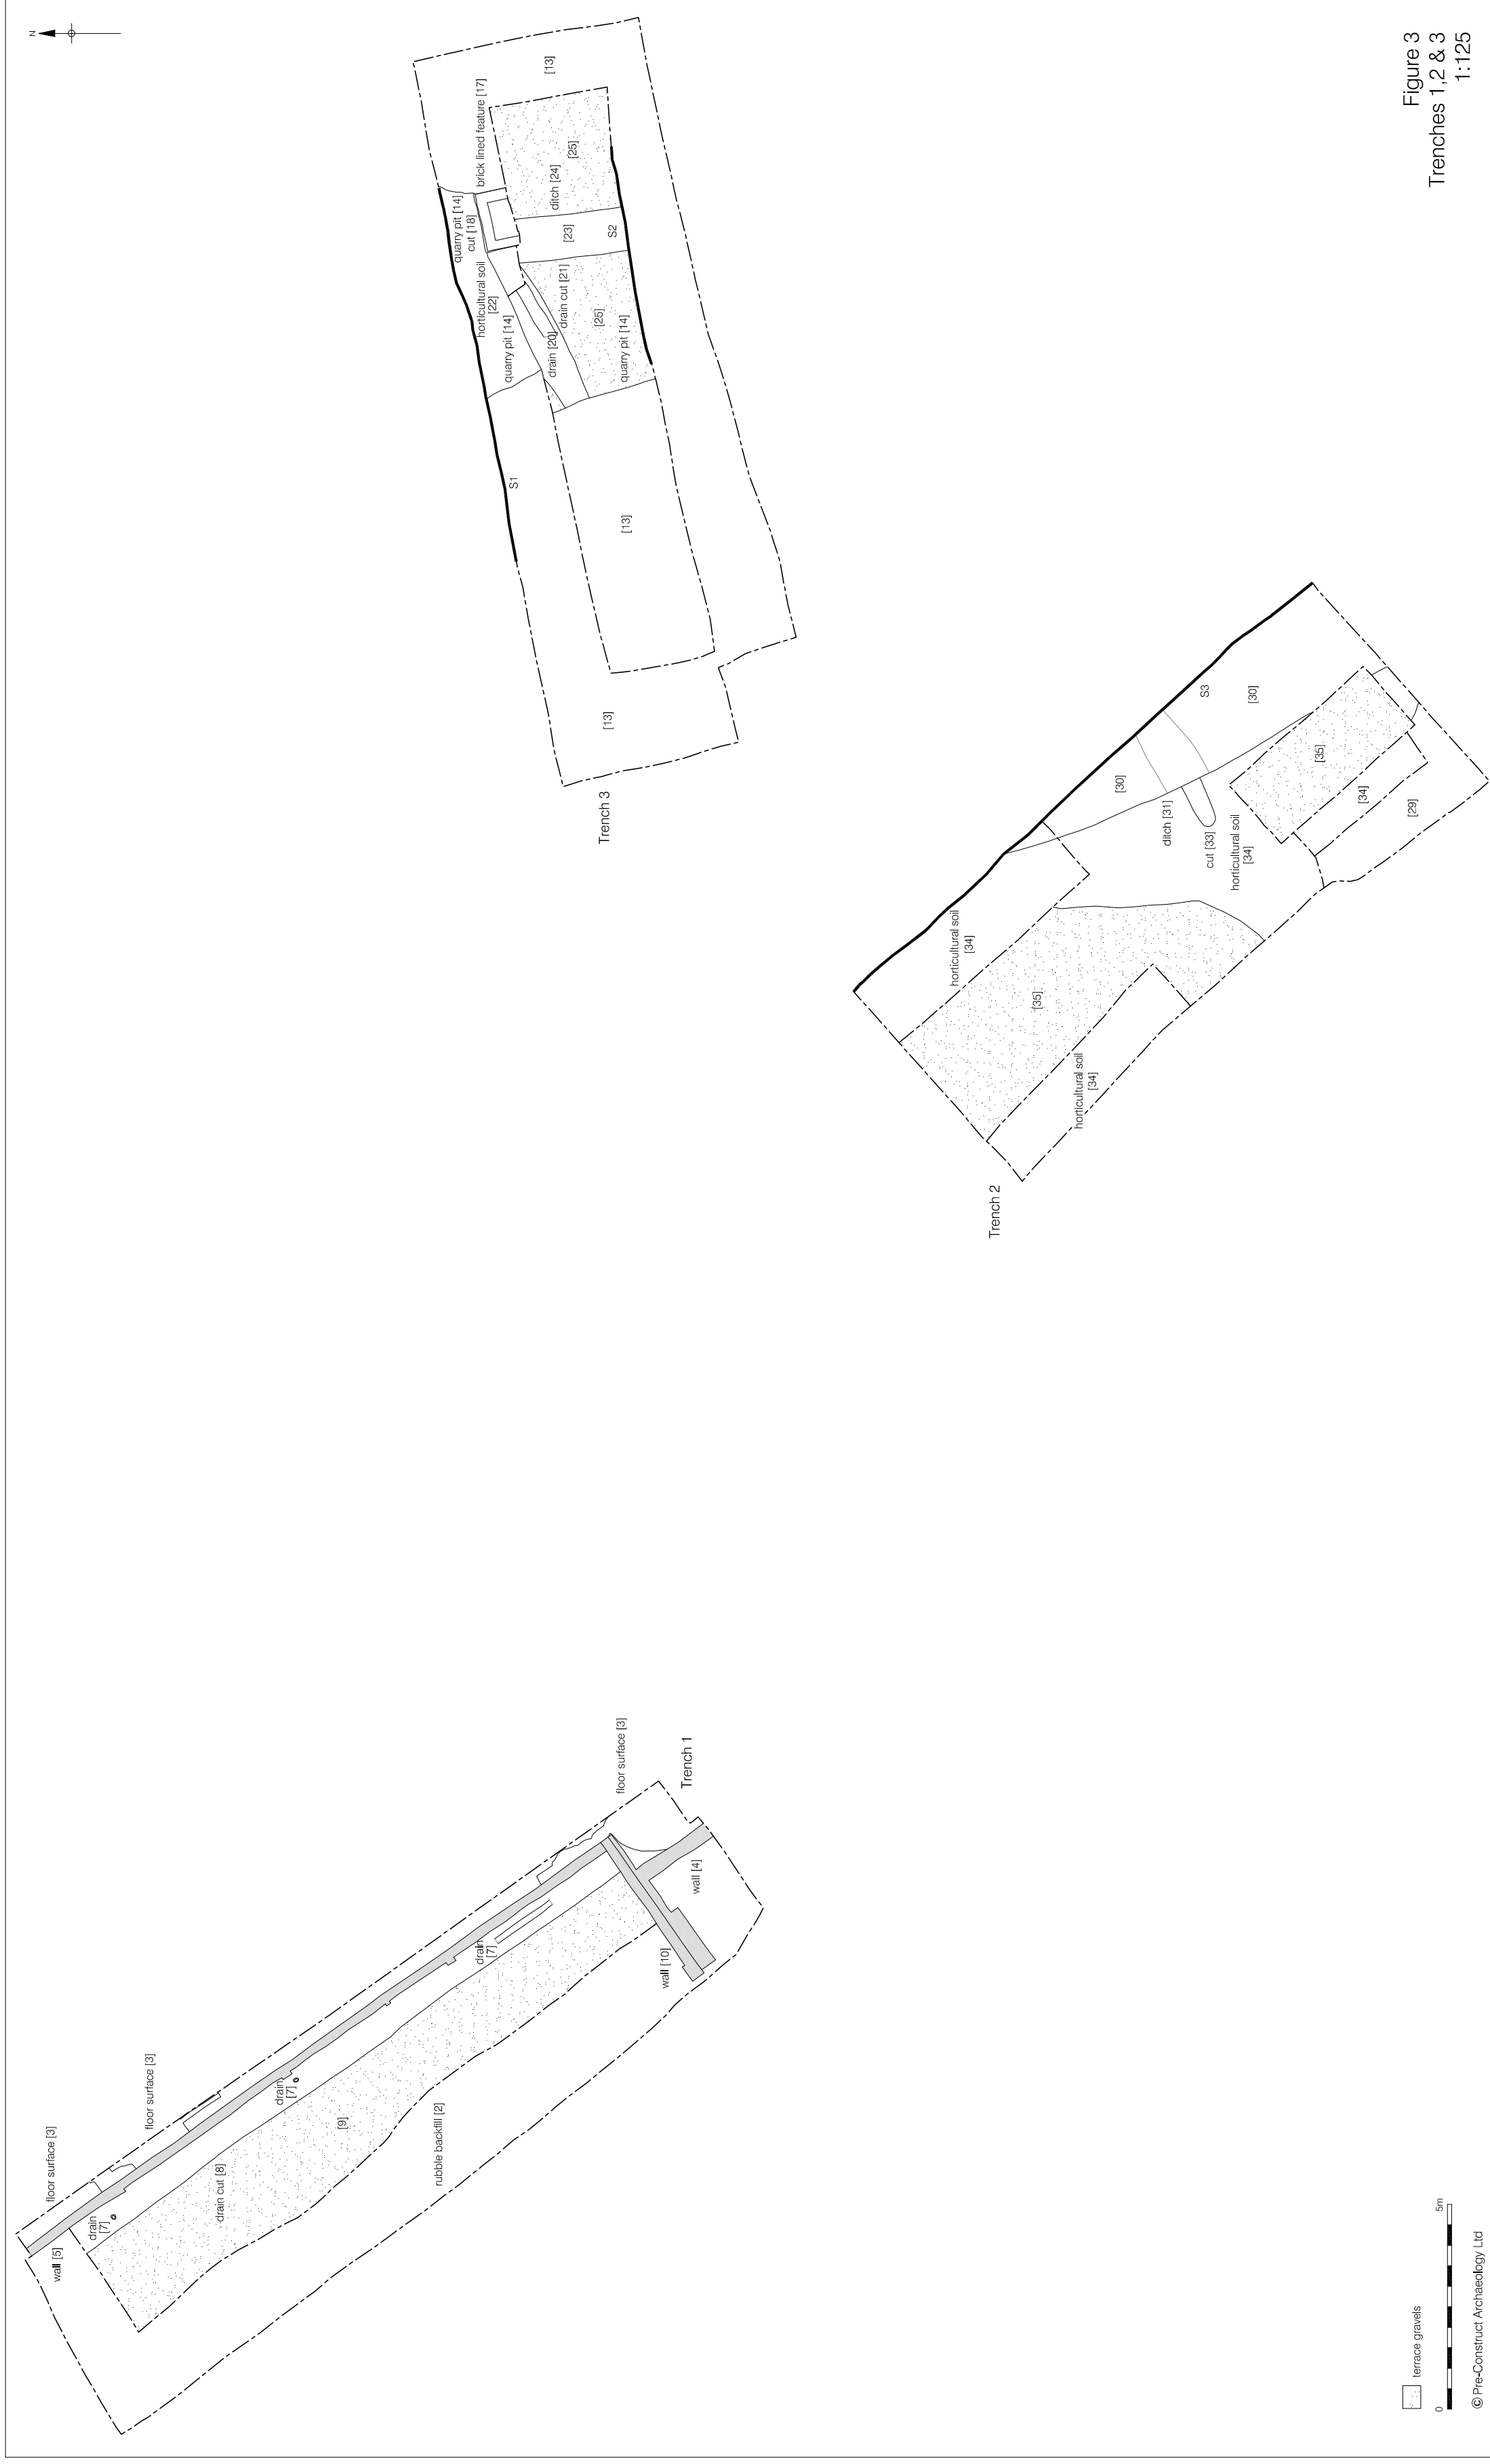 N
floor surface [3]
wall [5]
drain
[7]
floor surface [3]
drain cut [8]
drain
[7]
[9]
rubble backfill [2]
drain
[7]
floor surface [3]
wall [10]
wall [4]
Trench 1
Trench 2
horticultural soil
[34]
[35]
horticultural soil
[34]
[30]
ditch [31]
cut [33]
horticultural soil
[34]
S3
[30]
[35]
[34]
[29]
Trench 3
[13]
S1
[13]
quarry pit [14]
horticultural soil
[22]
quarry pit [14]
cut [18]
brick lined feature [17]
drain [20]
drain cut [21]
[25]
quarry pit [14]
[23]
S2
ditch [24]
[25]
[13]
terrace gravels
0
5m
© Pre-Construct Archaeology Ltd
Figure 3
Trenches 1,2 & 3
1:125